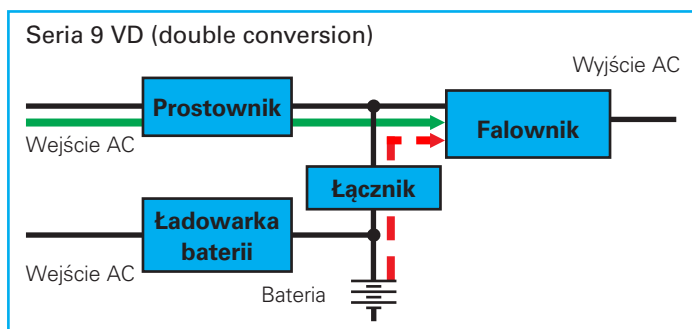 Seria 9 VD (double conversion)
Wyjście AC
Prostownik
Falownik
Wejście AC
Łącznik
Ładowarka
baterii
Wejście AC
Bateria